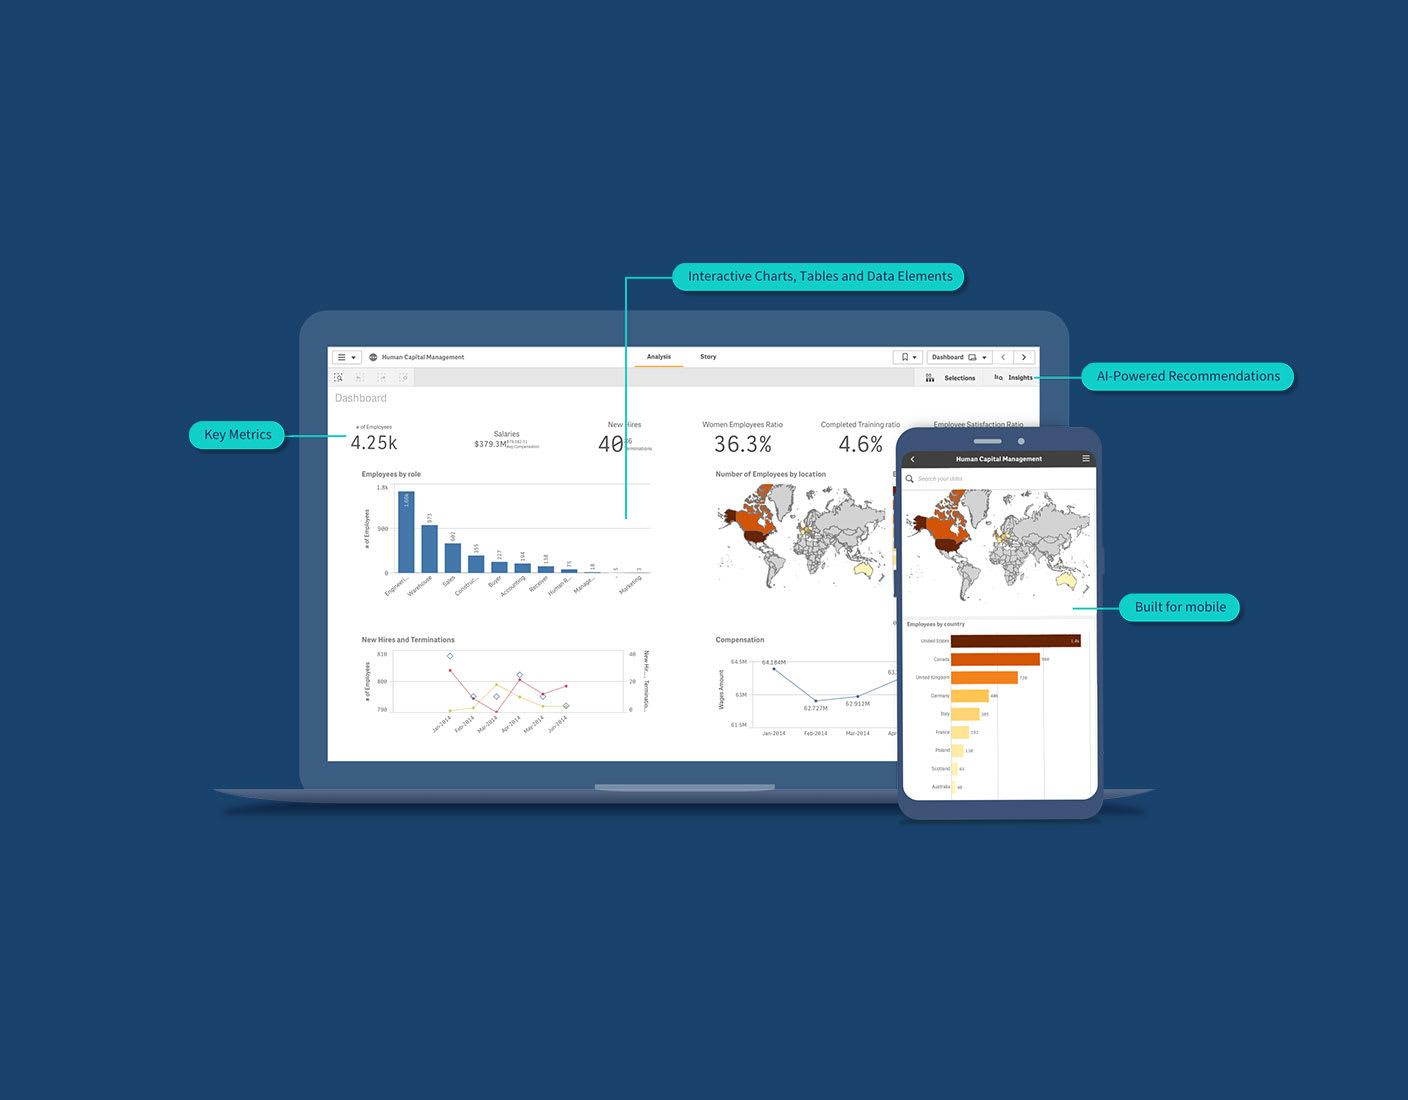 Interactive Charts, Tables and Data Elements
Human Capital Management
Analysis
Story
Dashboard
Selections
Insights
AI-Powered Recommendations
Dashboard
Key Metrics
# of Employees
4.25k
Salaries
$379.3M
Avg Compensation
New Hires
40
Women Employees Ratio
36.3%
Completed Training ratio
4.6%
Employee Satisfaction Ratio
Employees by role
# of Employees
1.8k
900
0
973
602
355
227
194
138
75
18
5
3
Engineeri...
Warehouse
Sales
Construc...
Buyer
Accounting
Receiver
Human R...
Manage...
-
Marketing
Number of Employees by location
New Hires and Terminations
# of Employees
810
800
790
40
20
0
New Hir..., Terminatio...
Jan-2014
Feb-2014
Mar-2014
Apr-2014
May-2014
Jun-2014
Compensation
Wages Amount
64.5M
63M
61.5M
64.184M
62.727M
62.912M
63.
Jan-2014
Feb-2014
Mar-2014
Apr
Human Capital Management
Search your data
Built for mobile
Employees by country
United States
Canada
United Kingdom
720
Germany
Italy
France
Poland
Scotland
Australia